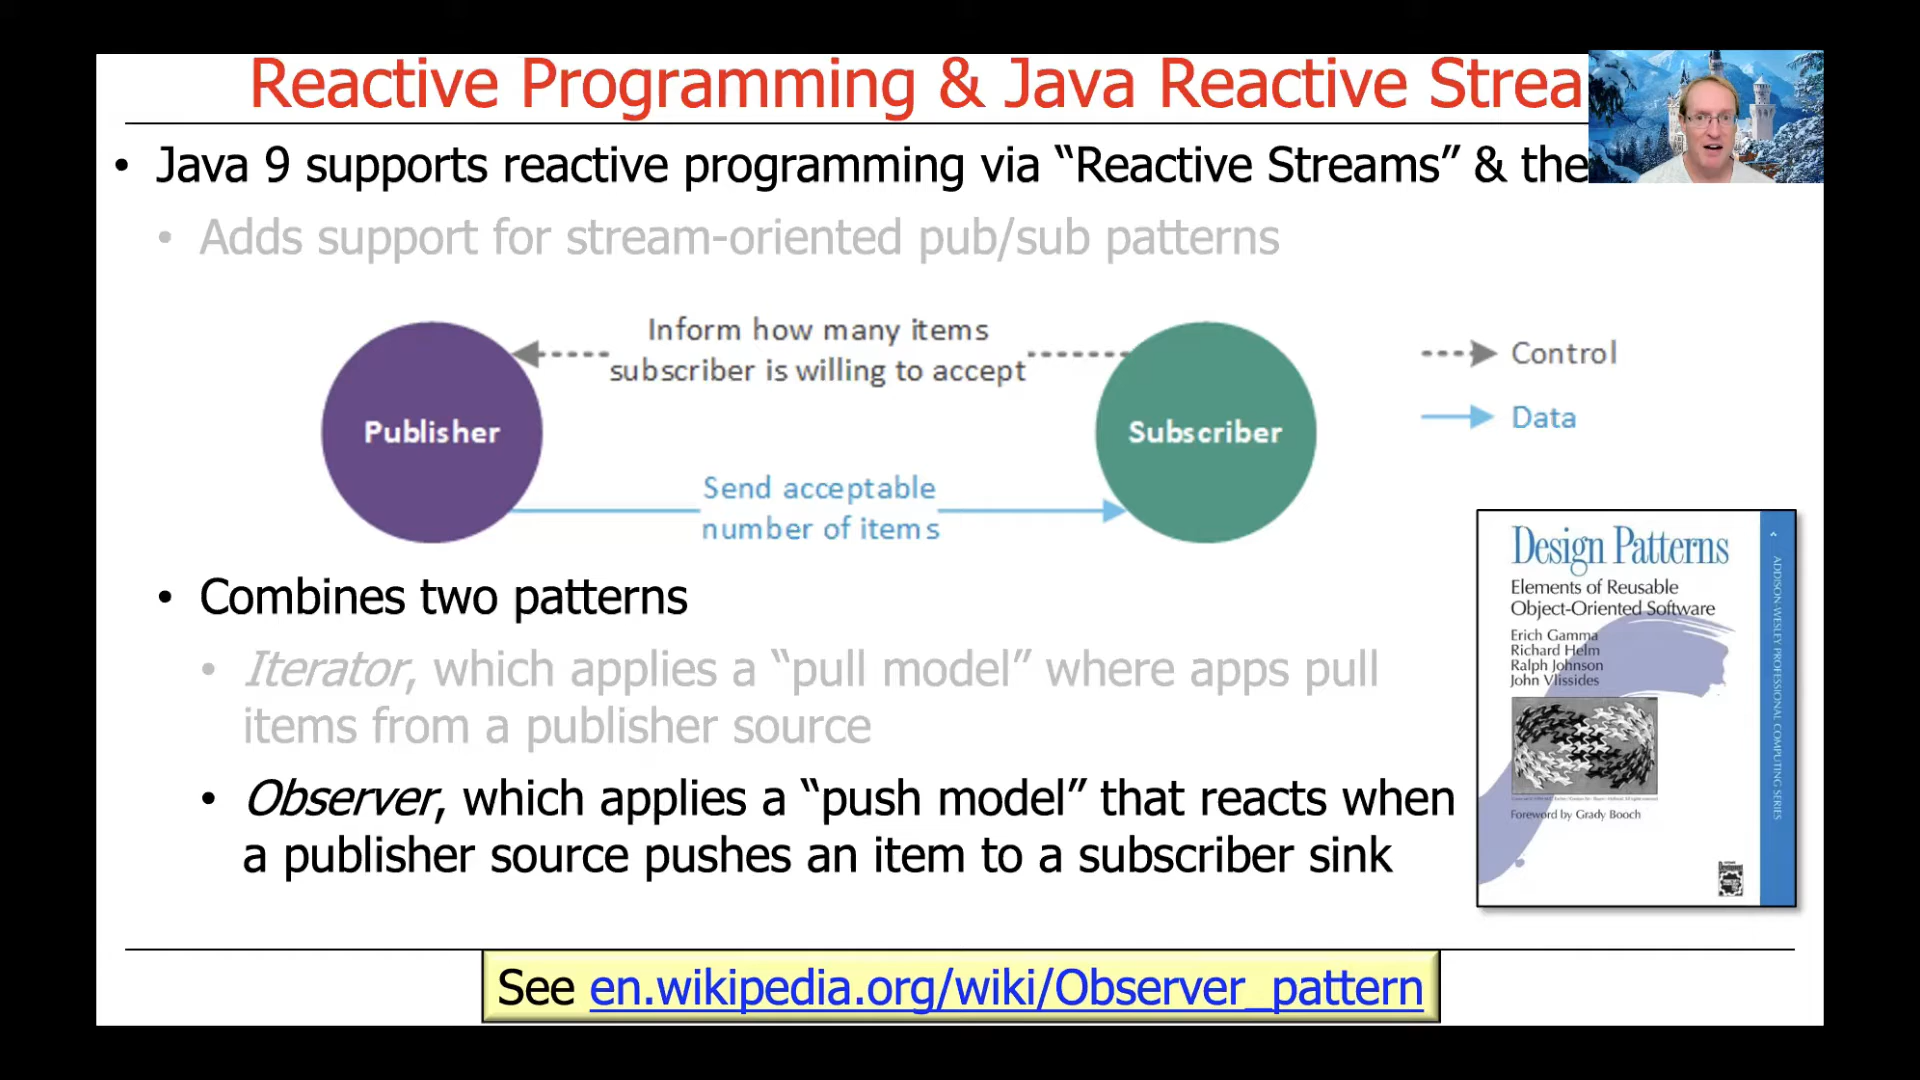 Reactive Programming & Java Reactive Strea
• Java 9 supports reactive programming via “Reactive Streams” & the
• Adds support for stream-oriented pub/sub patterns
Inform how many items
subscriber is willing to accept
Control
Data
Publisher
Subscriber
Send acceptable
number of items
• Combines two patterns
• Iterator, which applies a “pull model” where apps pull
items from a publisher source
• Observer, which applies a “push model” that reacts when
a publisher source pushes an item to a subscriber sink
Design Patterns
Elements of Reusable
Object-Oriented Software
Erich Gamma
Richard Helm
Ralph Johnson
John Vlissides
Foreword by Grady Booch
ADDISON-WESLEY PROFESSIONAL COMPUTING SERIES
See en.wikipedia.org/wiki/Observer_pattern